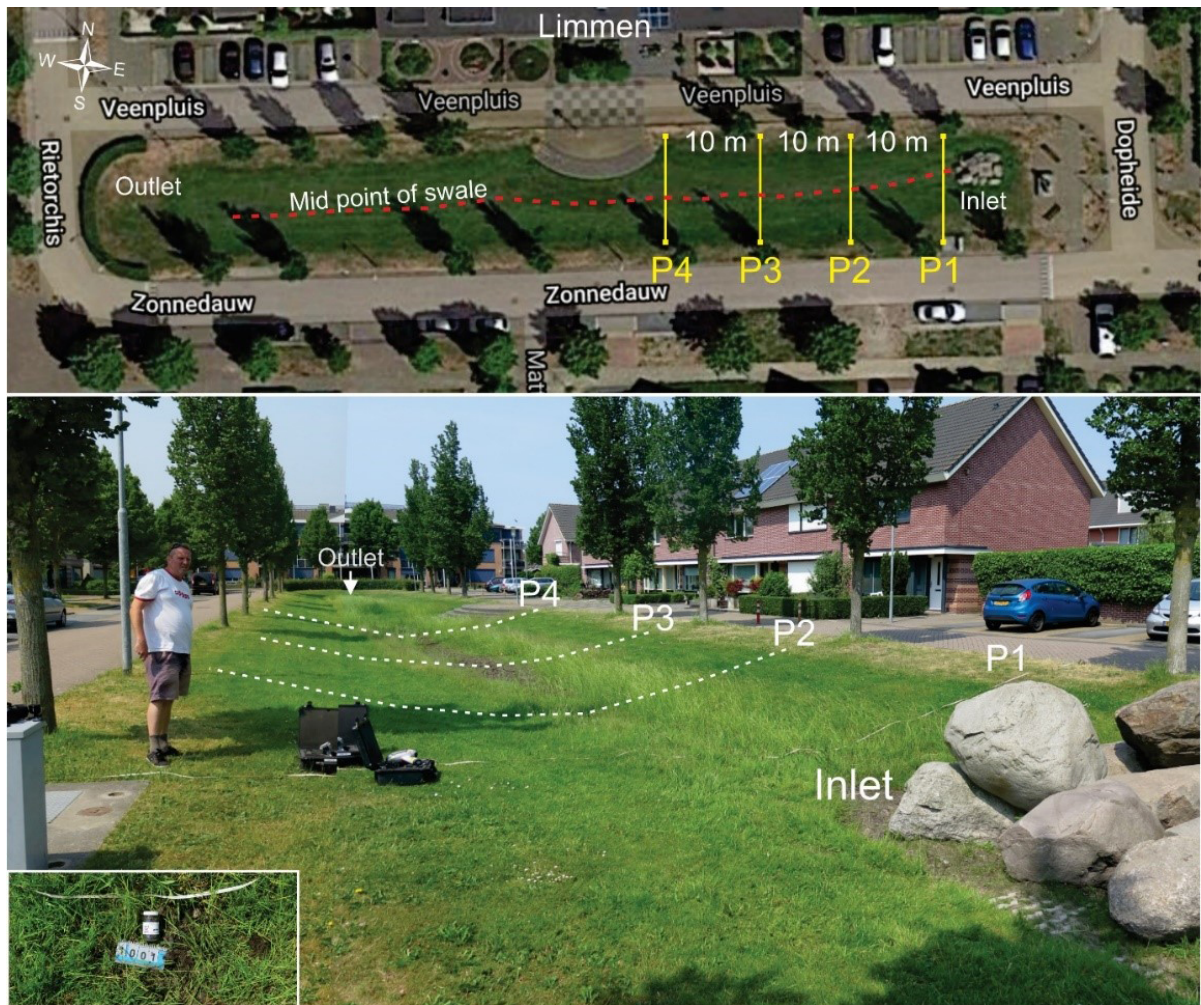 Limmen
N
W E
S
Veenpluis Veenpluis Veenpluis Veenpluis
10 m 10 m 10 m
Rietorchis
Dopheide
Outlet
Mid point of swale
Inlet
P4 P3 P2 P1
Zonnedauw Zonnedauw
Mat
Outlet
P4
P3
P2
P1
Inlet